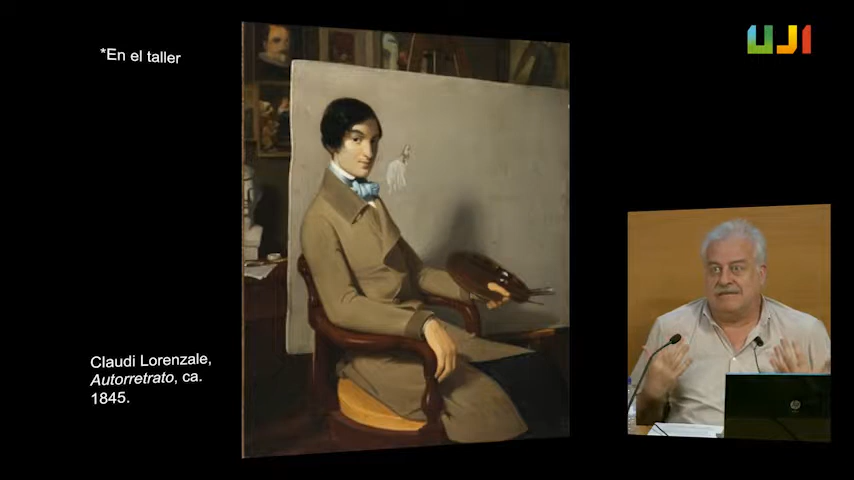 *En el taller
UJI
Claudi Lorenzale,
Autorretrato, ca.
1845.